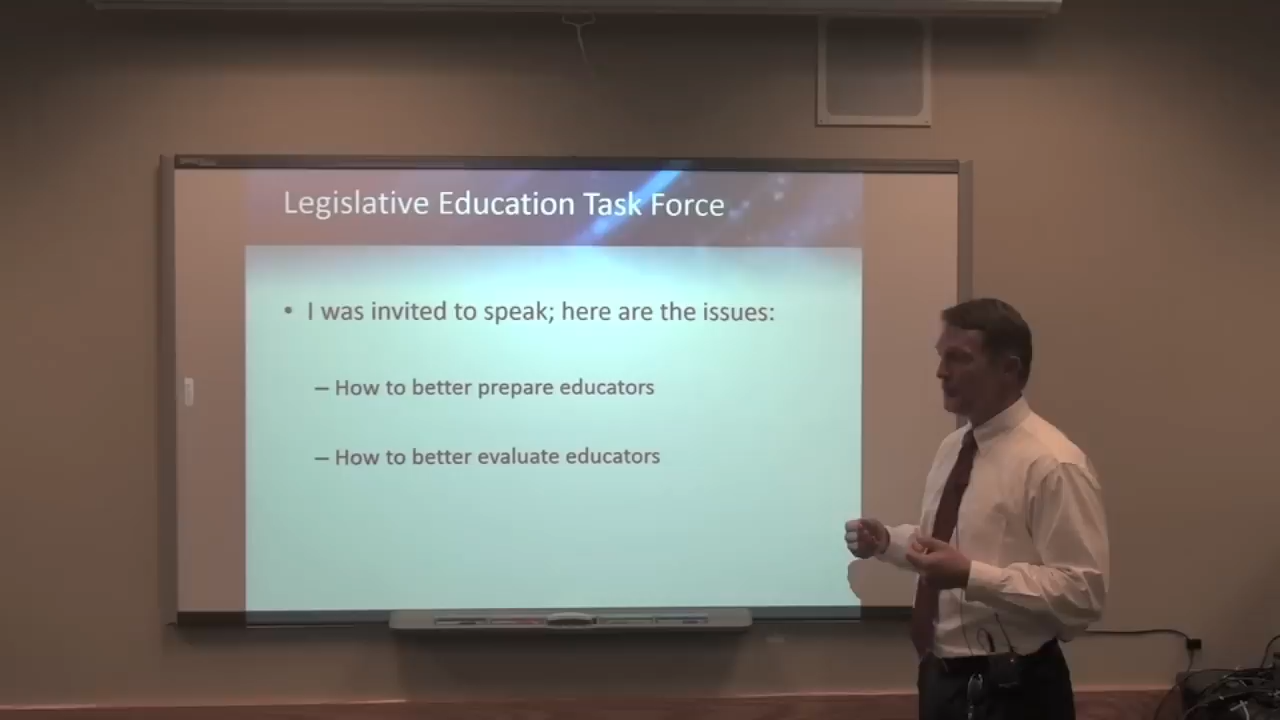 Legislative Education Task Force
• I was invited to speak; here are the issues:
– How to better prepare educators
– How to better evaluate educators